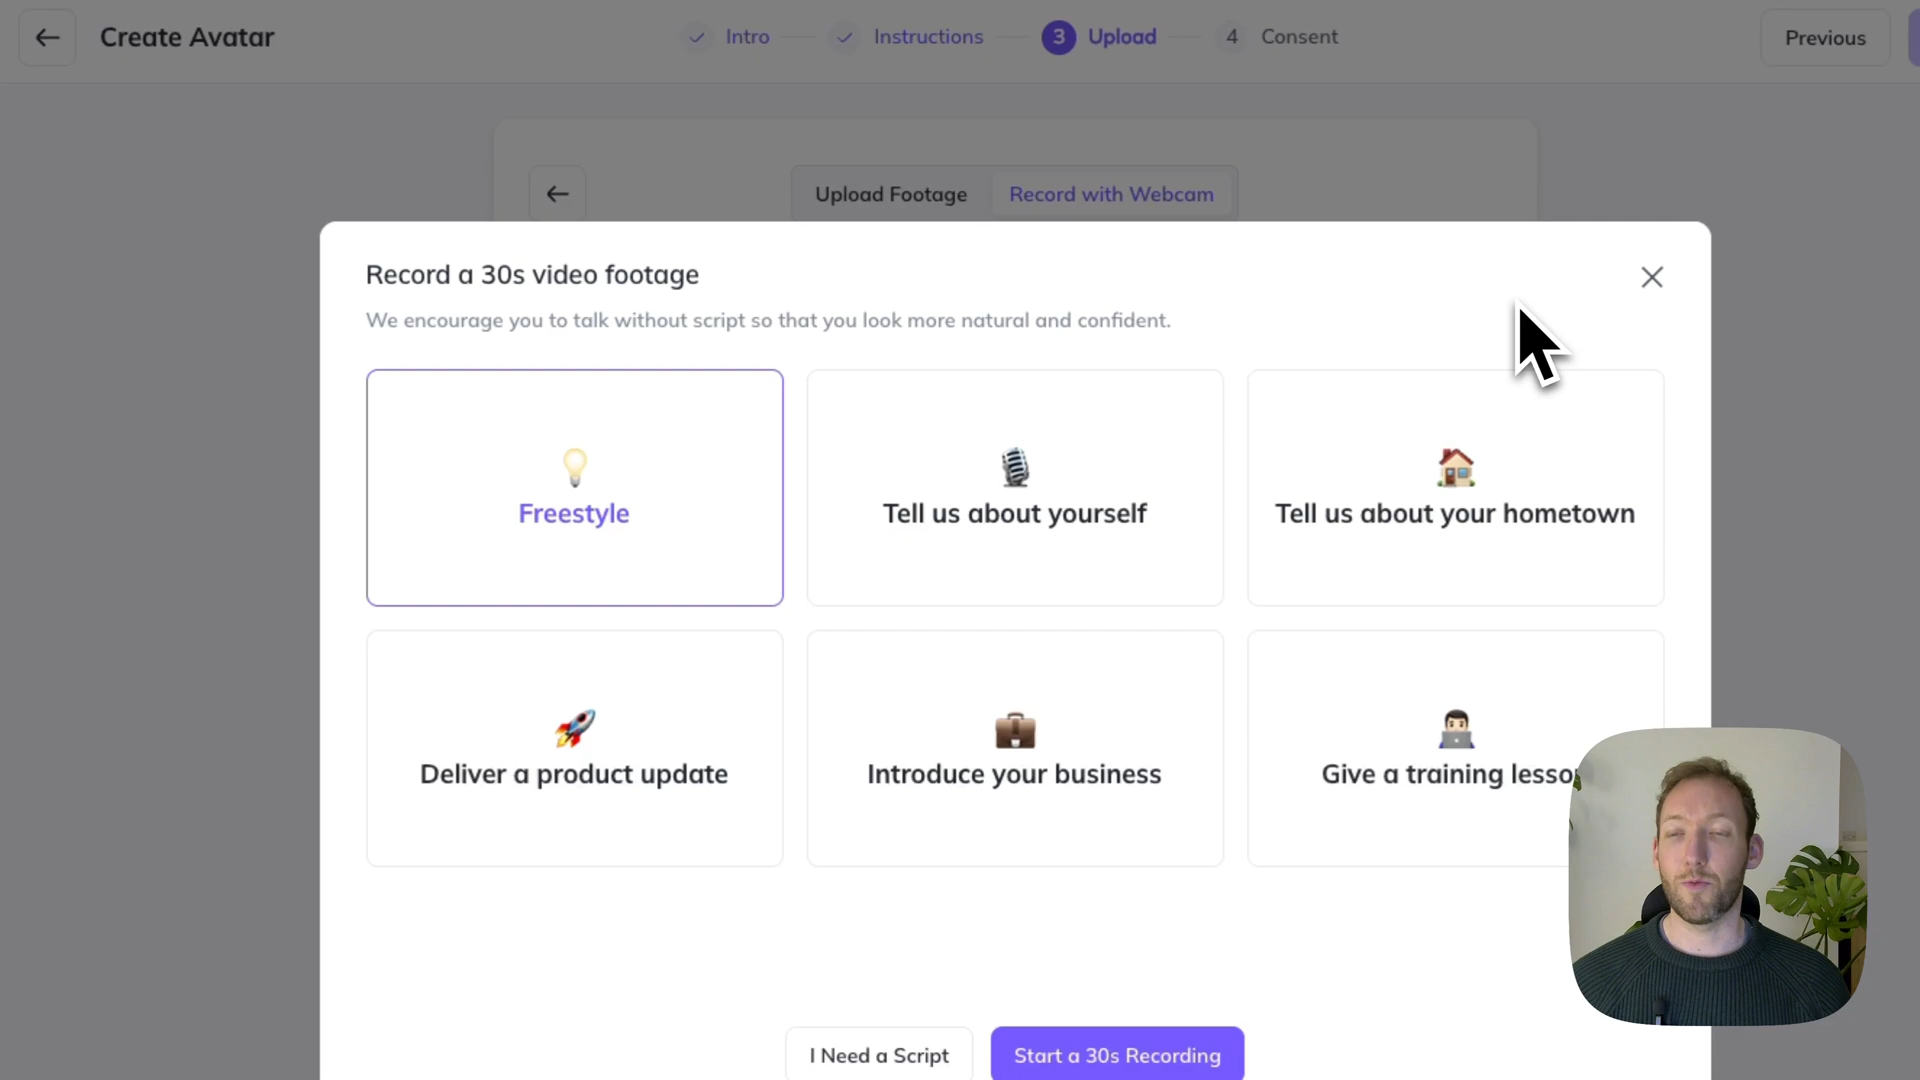 Create Avatar
Intro
Instructions
3 Upload
4 Consent
Previous
Upload Footage
Record with Webcam
Record a 30s video footage
We encourage you to talk without script so that you look more natural and confident.
Freestyle
Tell us about yourself
Tell us about your hometown
Deliver a product update
Introduce your business
Give a training lesso
I Need a Script
Start a 30s Recording